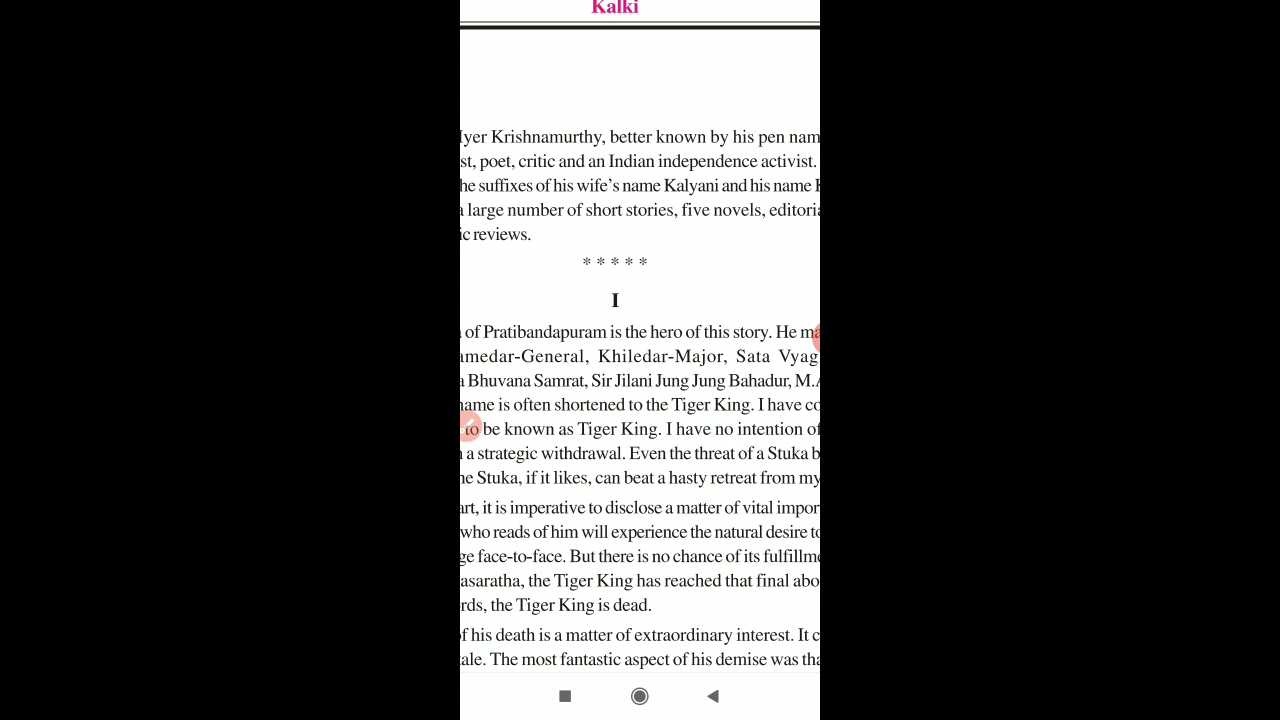 Kalki
Iyer Krishnamurthy, better known by his pen nam
st, poet, critic and an Indian independence activist.
he suffixes of his wife's name Kalyani and his name
a large number of short stories, five novels, editoria
ic reviews.
* * * * *
I
of Pratibandapuram is the hero of this story. He ma
amedar-General, Khiledar-Major, Sata Vyag
a Bhuvana Samrat, Sir Jilani Jung Jung Bahadur, M.A
name is often shortened to the Tiger King. I have co
to be known as Tiger King. I have no intention of
a strategic withdrawal. Even the threat of a Stuka b
he Stuka, if it likes, can beat a hasty retreat from my
art, it is imperative to disclose a matter of vital impor
who reads of him will experience the natural desire to
ge face-to-face. But there is no chance of its fulfillme
asaratha, the Tiger King has reached that final abo
rds, the Tiger King is dead.
of his death is a matter of extraordinary interest. It c
tale. The most fantastic aspect of his demise was tha